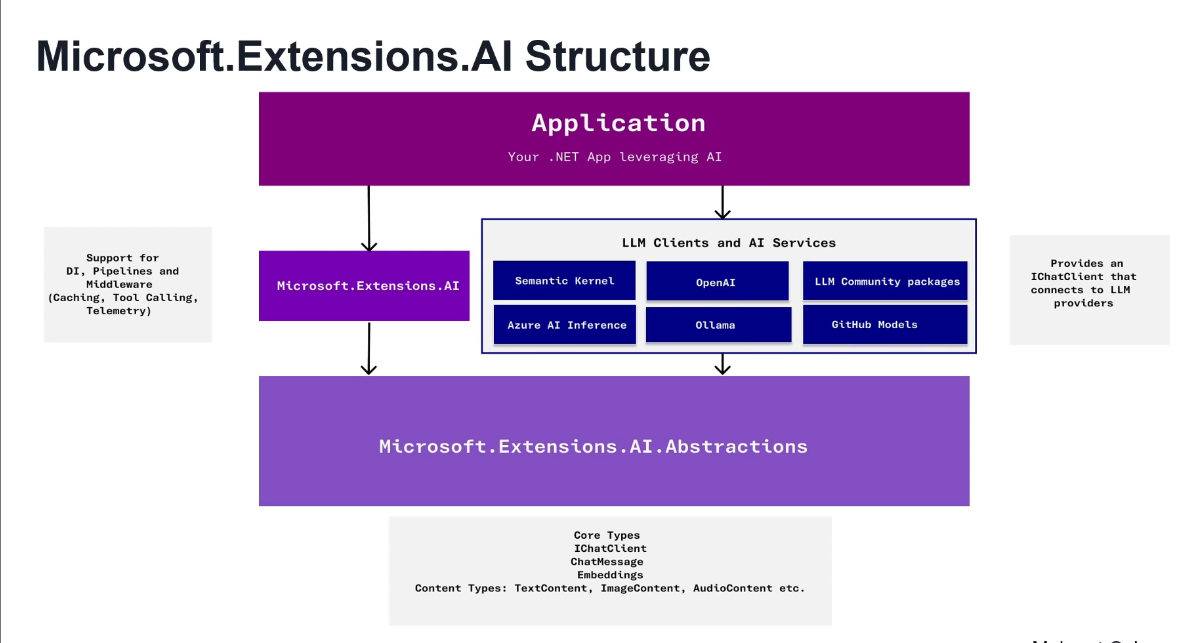 Microsoft.Extensions.AI Structure
Application
Your .NET App leveraging AI
Support for
DI, Pipelines and
Middleware
(Caching, Tool Calling,
Telemetry)
Microsoft.Extensions.AI
LLM Clients and AI Services
Semantic Kernel
OpenAI
LLM Community packages
Azure AI Inference
Ollama
GitHub Models
Provides an
IChatClient that
connects to LLM
providers
Microsoft.Extensions.AI.Abstractions
Core Types
IChatClient
ChatMessage
Embeddings
Content Types: TextContent, ImageContent, AudioContent etc.